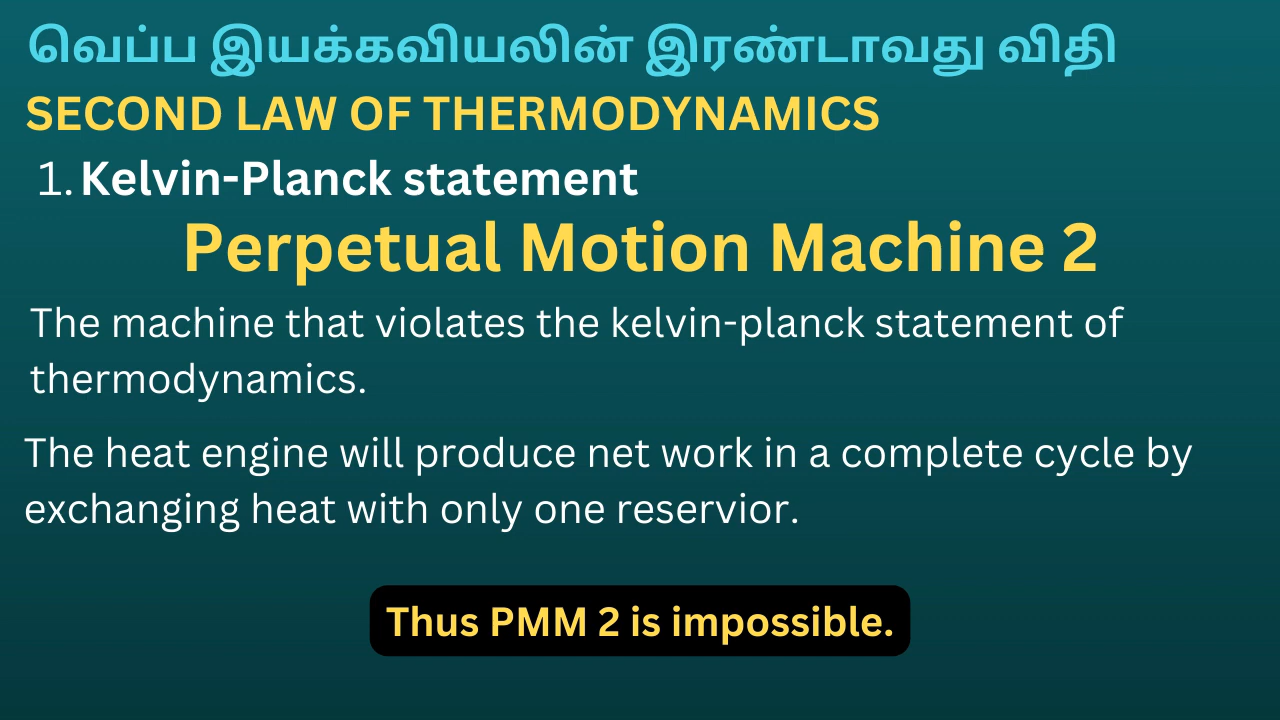 வெப்ப இயக்கவியலின் இரண்டாவது விதி
SECOND LAW OF THERMODYNAMICS
1. Kelvin-Planck statement
Perpetual Motion Machine 2
The machine that violates the kelvin-planck statement of
thermodynamics.
The heat engine will produce net work in a complete cycle by
exchanging heat with only one reservior.
Thus PMM 2 is impossible.